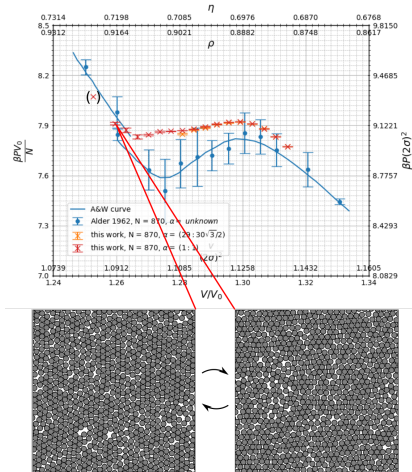 η
0.7314 0.7198 0.7085 0.6976 0.6870 0.6768
0.9312 0.9164 0.9021 0.8882 0.8748 0.8617
ρ
8.5 9.8150
8.2 9.4685
7.9 9.1221
7.6 8.7757
7.3 8.4293
7.0 8.0829
βPV₀
N
βP(2σ)²
( )
A&W curve
Alder 1962, N = 870, α = unknown
this work, N = 870, α = (29 : 30√3/2)
this work, N = 870, α = (1 : 1)
(2σ)²
1.0739 1.0912 1.1085 1.1258 1.1432 1.1605
1.24 1.26 1.28 1.30 1.32 1.34
V/V₀